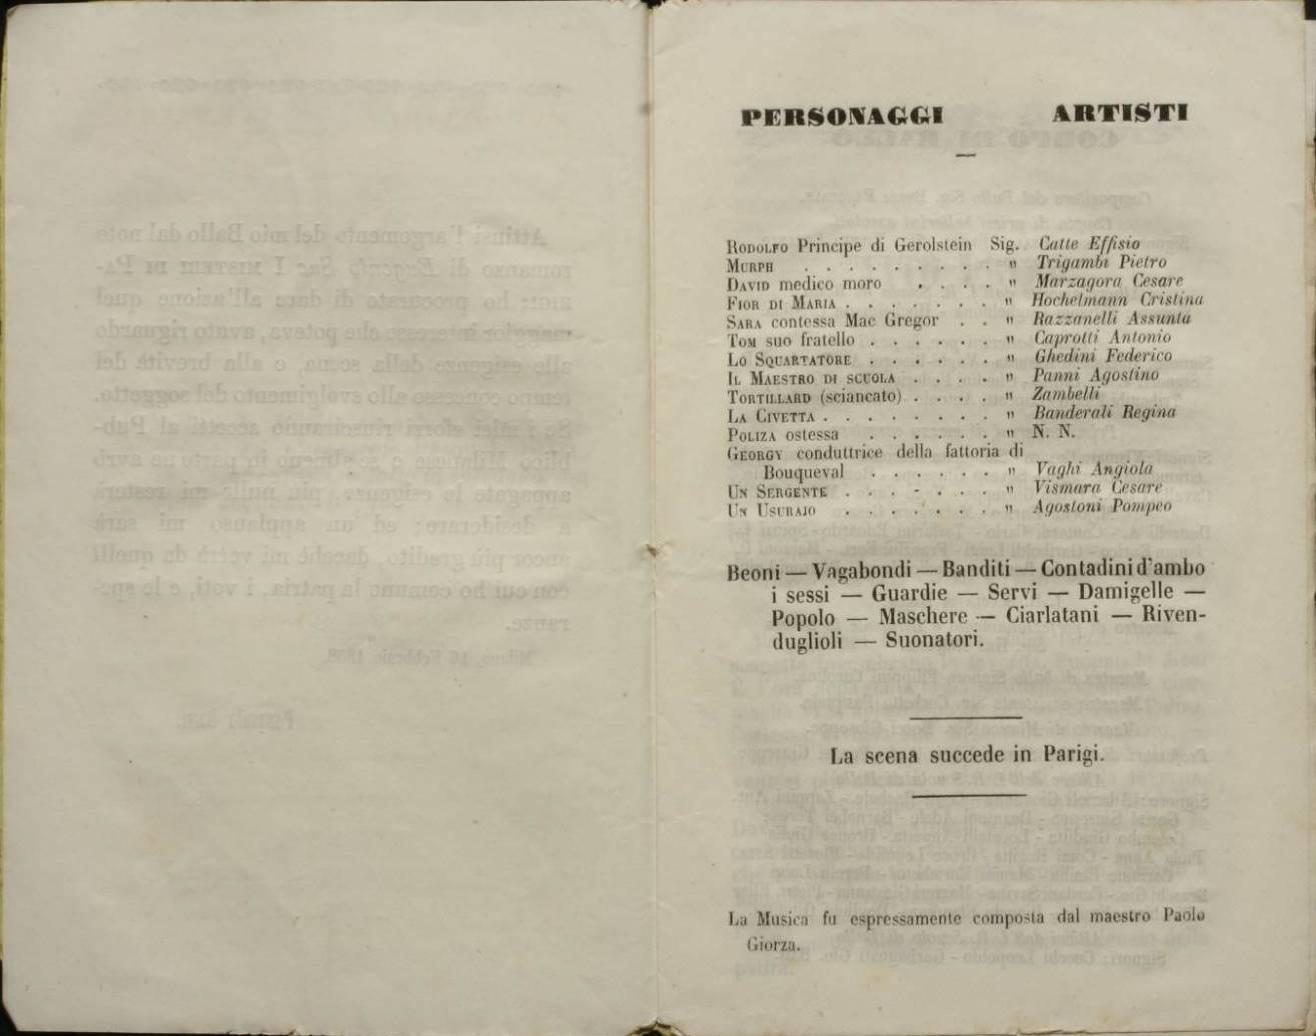 PERSONAGGI ARTISTI
Rodolfo Principe di Gerolstein Sig. Catte Effisio
Murph . . . . . . . . . " Trigambi Pietro
David medico moro . . . . " Marzagora Cesare
Fior di Maria . . . . . . . " Hochelmann Cristina
Sara contessa Mac Gregor . . " Razzanelli Assunta
Tom suo fratello . . . . . . " Caprotti Antonio
Lo Squartatore . . . . . . " Ghedini Federico
Il Maestro di scuola . . . . " Panni Agostino
Tortillard (sciancato) . . . . " Zambelli
La Civetta . . . . . . . . " Banderali Regina
Poliza ostessa . . . . . . " N. N.
Georgy conduttrice della fattoria di
Bouqueval . . . . . . " Vaghi Angiola
Un Sergente . . . - . . . " Vismara Cesare
Un Usurajo . . . . . . . " Agostoni Pompeo
Beoni — Vagabondi — Banditi — Contadini d'ambo
i sessi — Guardie — Servi — Damigelle —
Popolo — Maschere — Ciarlatani — Riven-
duglioli — Suonatori.
La scena succede in Parigi.
La Musica fu espressamente composta dal maestro Paolo
Giorza.